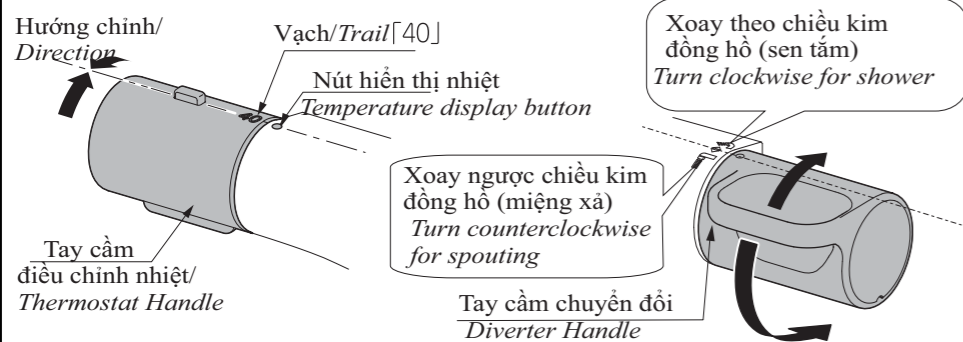 Hướng chỉnh/
Direction
Vạch/Trail「40」
Nút hiển thị nhiệt
Temperature display button
40
Tay cầm
điều chỉnh nhiệt/
Thermostat Handle
Xoay theo chiều kim
đồng hồ (sen tắm)
Turn clockwise for shower
Xoay ngược chiều kim
đồng hồ (miệng xả)
Turn counterclockwise
for spouting
Tay cầm chuyển đổi
Diverter Handle